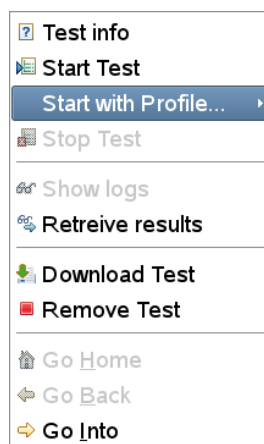 Test info
Start Test
Start with Profile...
Stop Test
Show logs
Retreive results
Download Test
Remove Test
Go Home
Go Back
Go Into